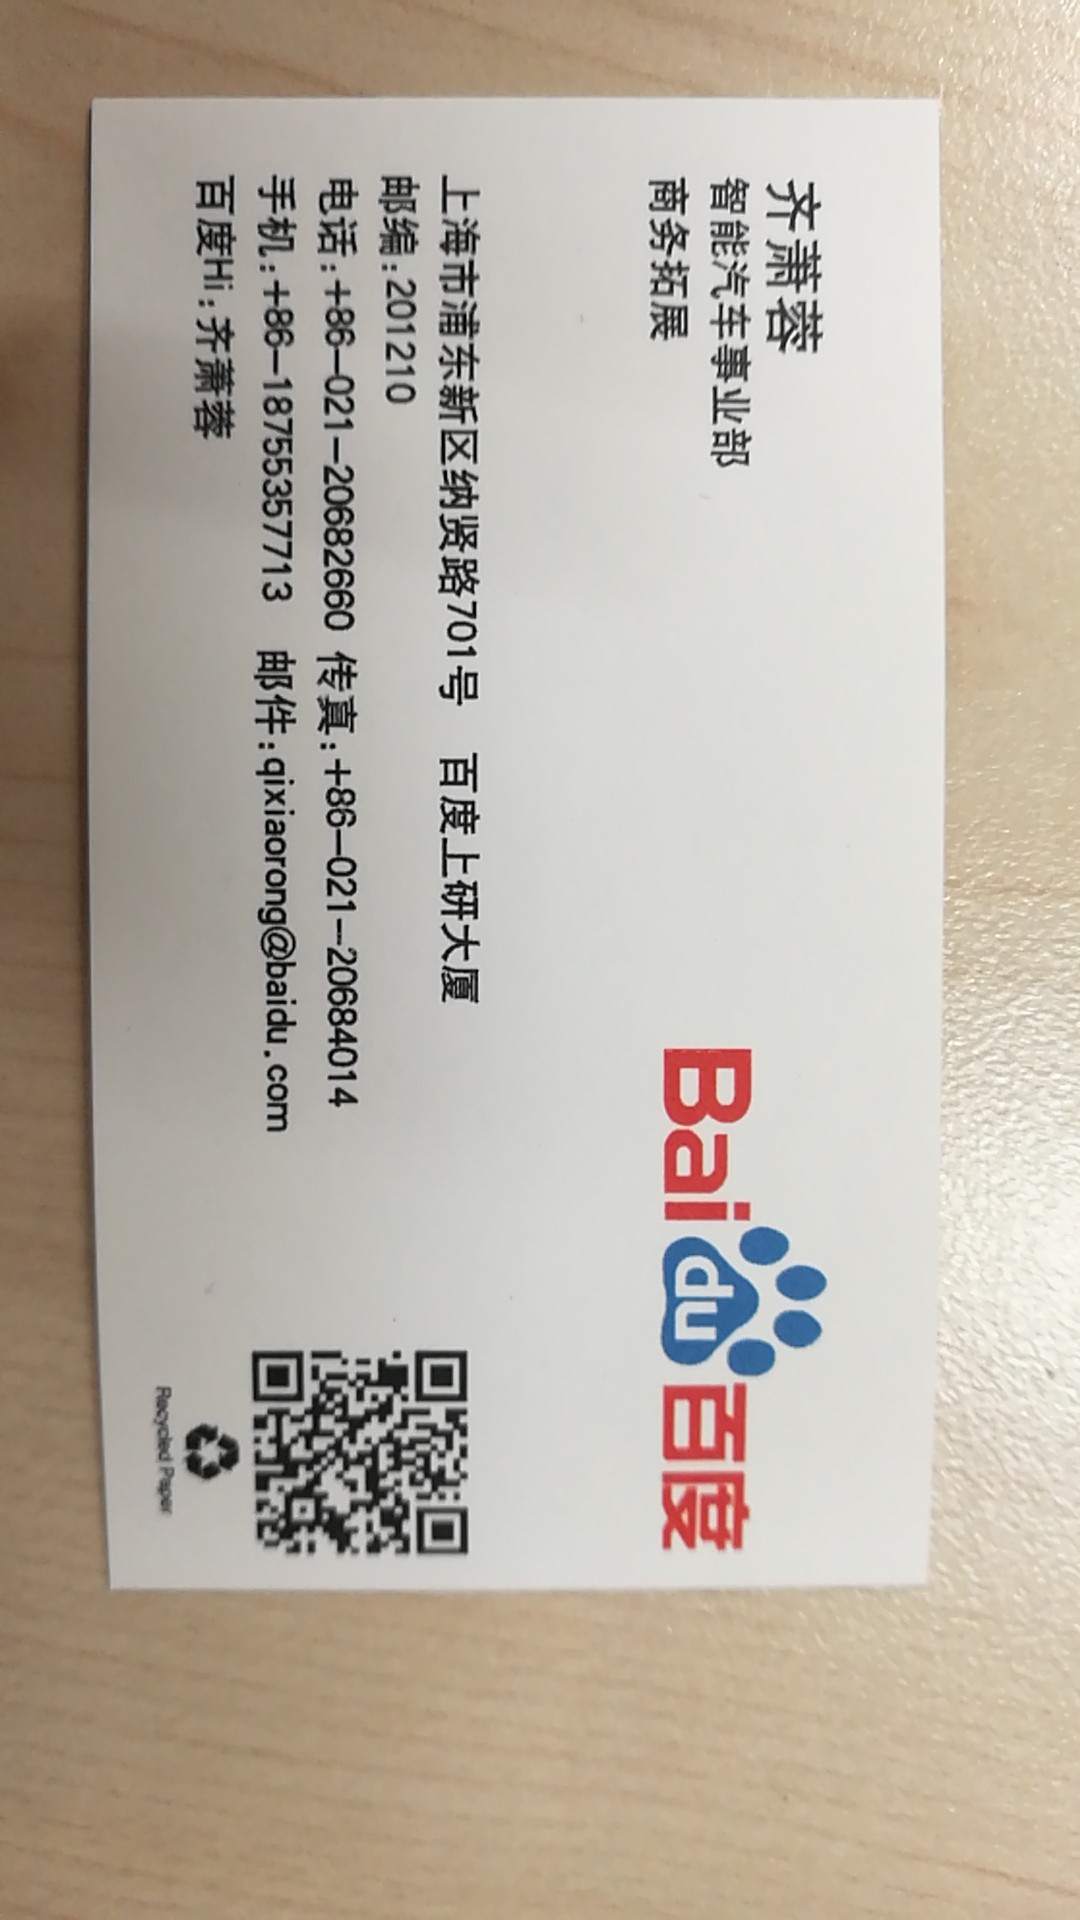 齐萧蓉
智能汽车事业部
商务拓展
Baidu百度
上海市浦东新区纳贤路701号 百度上研大厦
邮编:201210
电话:+86-021-20682660 传真:+86-021--20684014
手机:+86-18755357713 邮件:qixiaorong@baidu.com
百度Hi:齐萧蓉
Recycled Paper